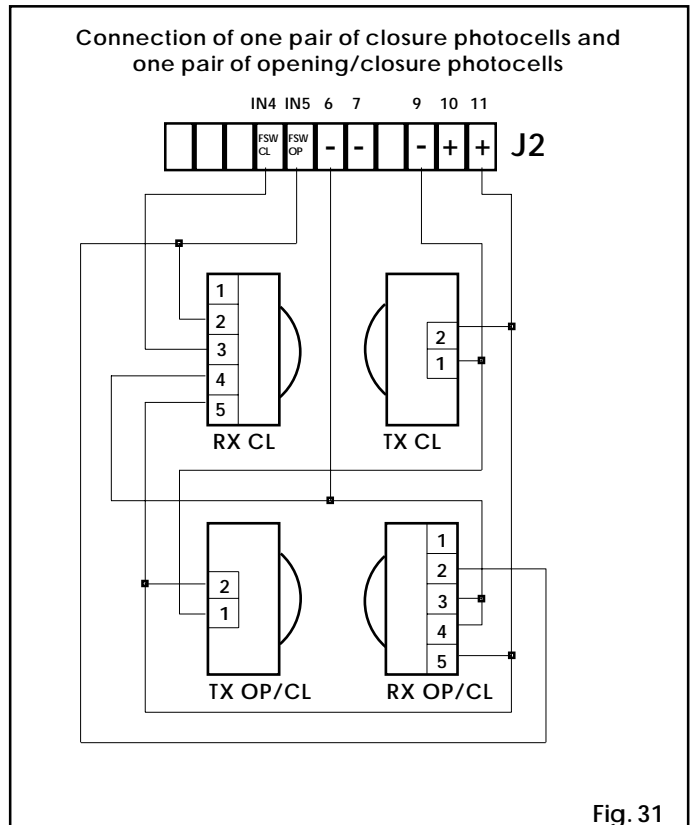 Connection of one pair of closure photocells and
one pair of opening/closure photocells
IN4 IN5 6 7 9 10 11
FSW CL FSW OP - - - + + J2
1
2
3
4
5
RX CL
2
1
TX CL
2
1
TX OP/CL
1
2
3
4
5
RX OP/CL
Fig. 31